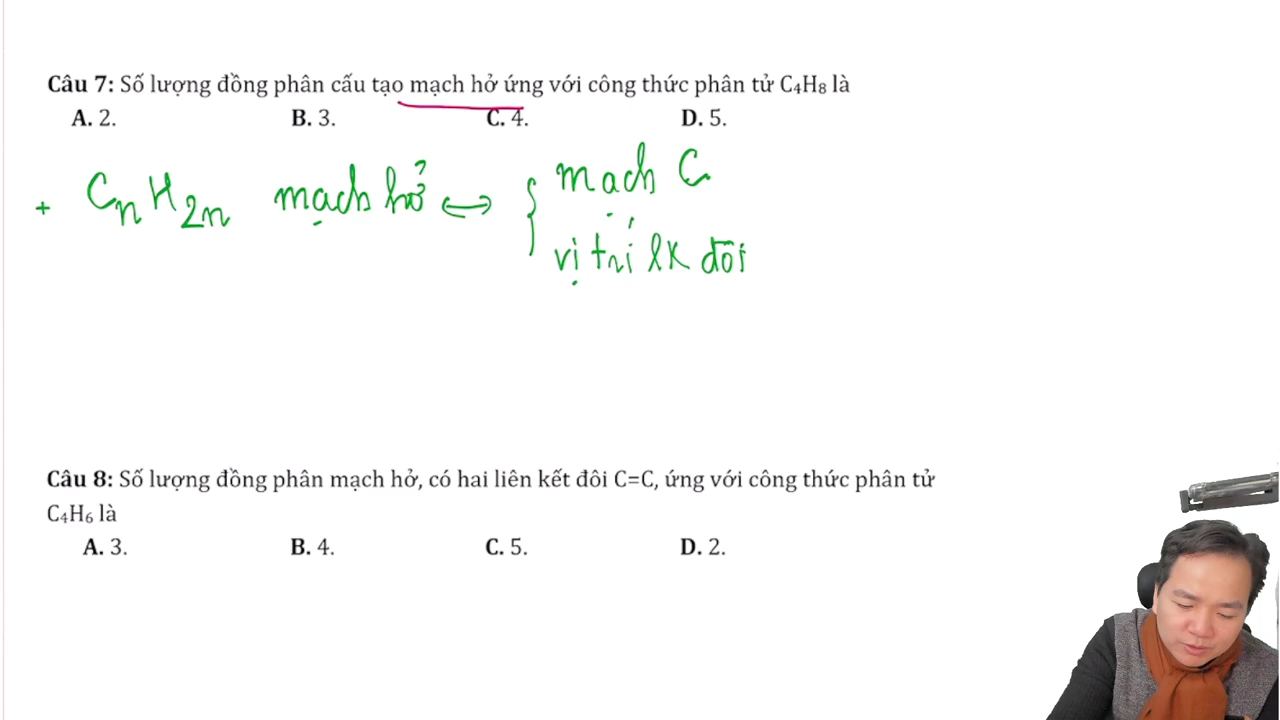 Câu 7: Số lượng đồng phân cấu tạo mạch hở ứng với công thức phân tử C₄H₈ là
A. 2. B. 3. C. 4. D. 5.
+ CₙH₂ₙ mạch hở ⟷ { mạch C
vị trí lk đôi
Câu 8: Số lượng đồng phân mạch hở, có hai liên kết đôi C=C, ứng với công thức phân tử
C₄H₆ là
A. 3. B. 4. C. 5. D. 2.